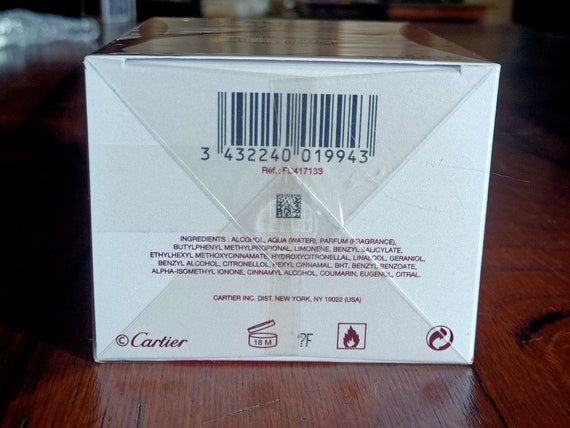 3 432240 019943
Réf.: FD417133
INGREDIENTS : ALCOHOL, AQUA (WATER), PARFUM (FRAGRANCE),
BUTYLPHENYL METHYLPROPIONAL, LIMONENE, BENZYL SALICYLATE,
ETHYLHEXYL METHOXYCINNAMATE, HYDROXYCITRONELLAL, LINALOOL, GERANIOL,
BENZYL ALCOHOL, CITRONELLOL, HEXYL CINNAMAL, BHT, BENZYL BENZOATE,
ALPHA-ISOMETHYL IONONE, CINNAMYL ALCOHOL, COUMARIN, EUGENOL, CITRAL.
CARTIER INC. DIST. NEW YORK, NY 10022 (USA)
©Cartier 18 M